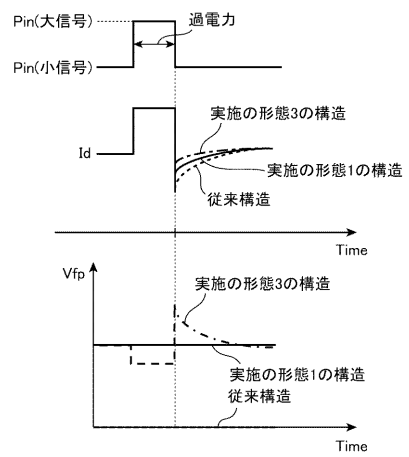 Pin(大信号)
過電力
Pin(小信号)
実施の形態3の構造
Id
実施の形態1の構造
従来構造
Time
Vfp
実施の形態3の構造
実施の形態1の構造
従来構造
Time